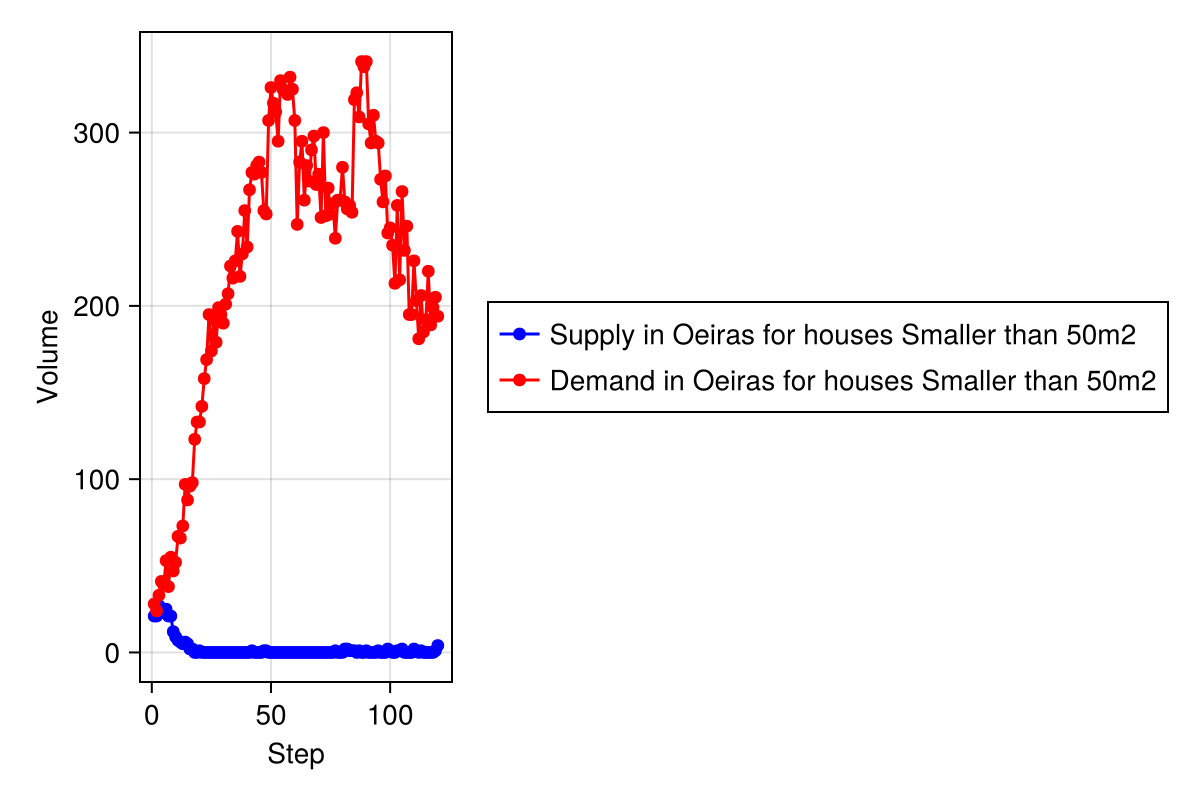 Volume
300
200
100
0
0 50 100
Step
Supply in Oeiras for houses Smaller than 50m2
Demand in Oeiras for houses Smaller than 50m2